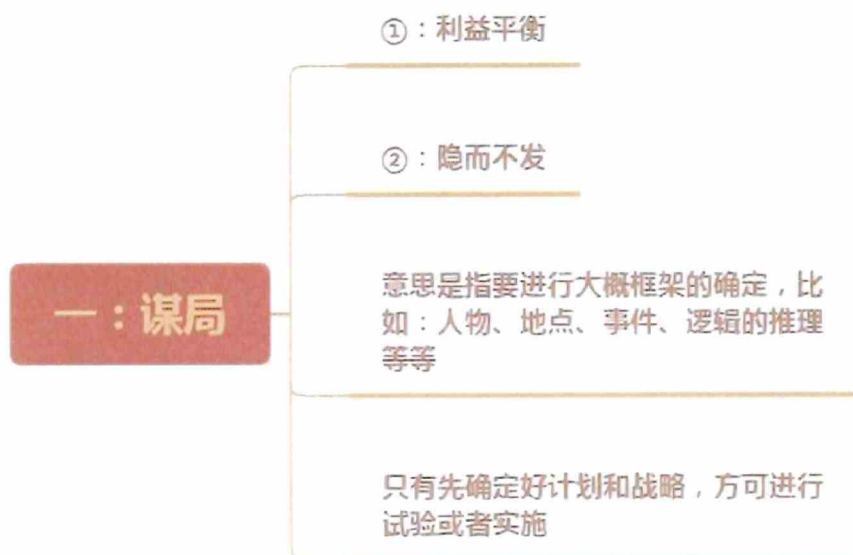 ①：利益平衡
②：隐而不发
一：谋局
意思是指要进行大概框架的确定，比
如：人物、地点、事件、逻辑的推理
等等
只有先确定好计划和战略，方可进行
试验或者实施